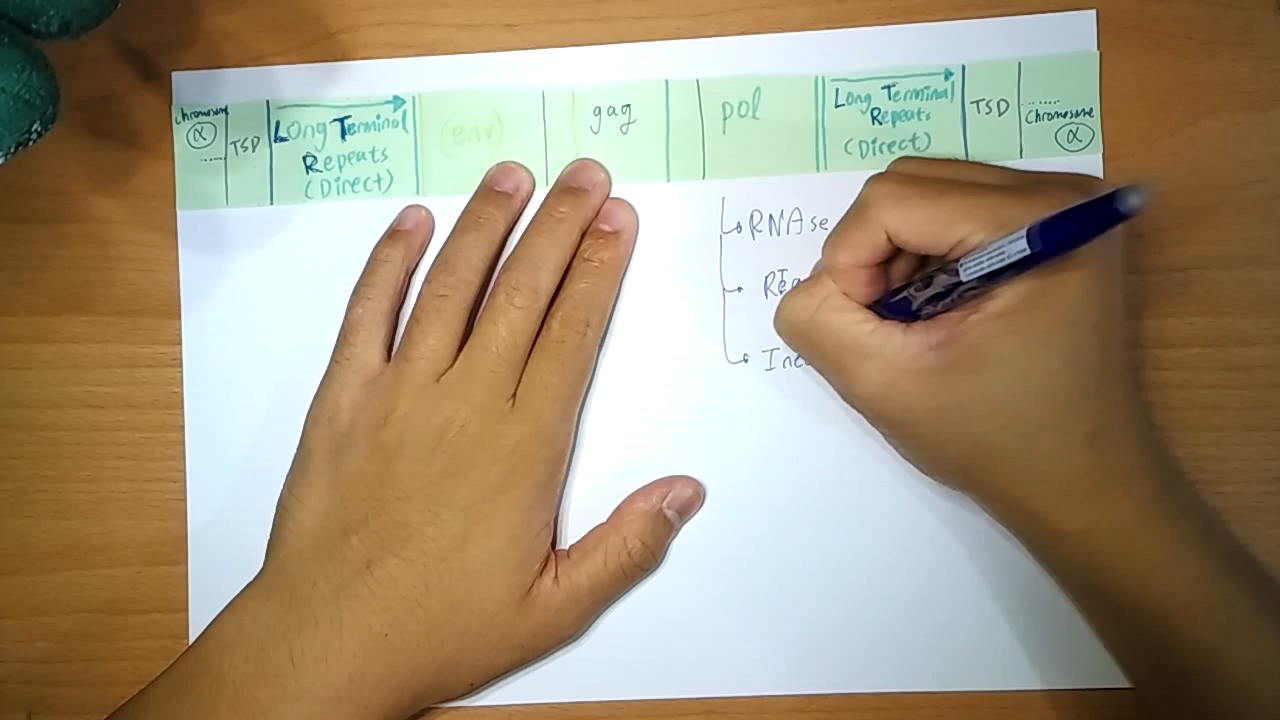 chromosome
α
......
TSD
Long Terminal
Repeats
(Direct)
(env)
gag
pol
Long Terminal
Repeats
(Direct)
TSD
......
Chromosome
α
RNAse